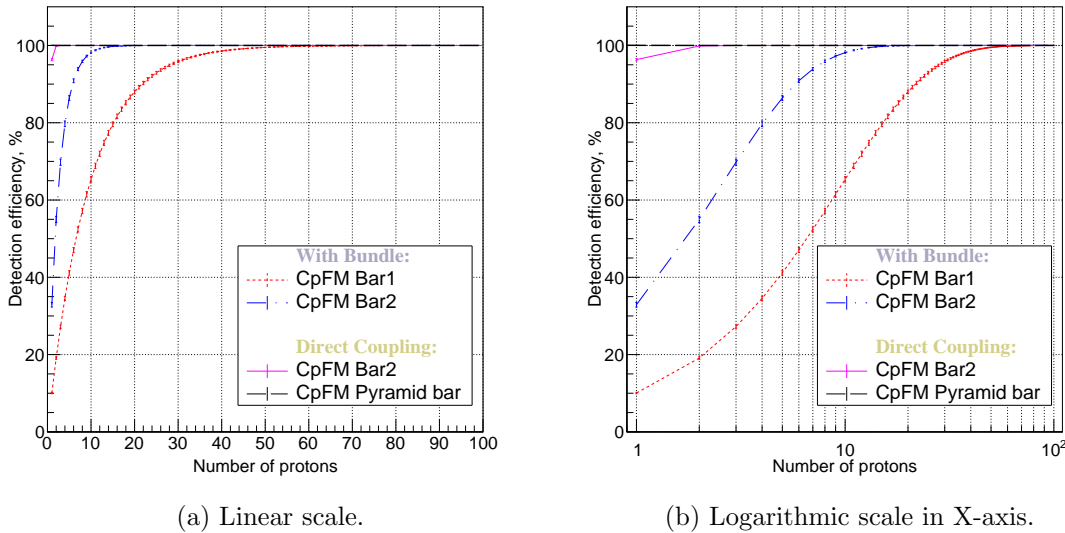 Detection efficiency, %
100
80
60
40
20
0
With Bundle:
CpFM Bar1
CpFM Bar2
Direct Coupling:
CpFM Bar2
CpFM Pyramid bar
0 10 20 30 40 50 60 70 80 90 100
Number of protons
(a) Linear scale.
Detection efficiency, %
100
80
60
40
20
0
With Bundle:
CpFM Bar1
CpFM Bar2
Direct Coupling:
CpFM Bar2
CpFM Pyramid bar
1 10 10²
Number of protons
(b) Logarithmic scale in X-axis.